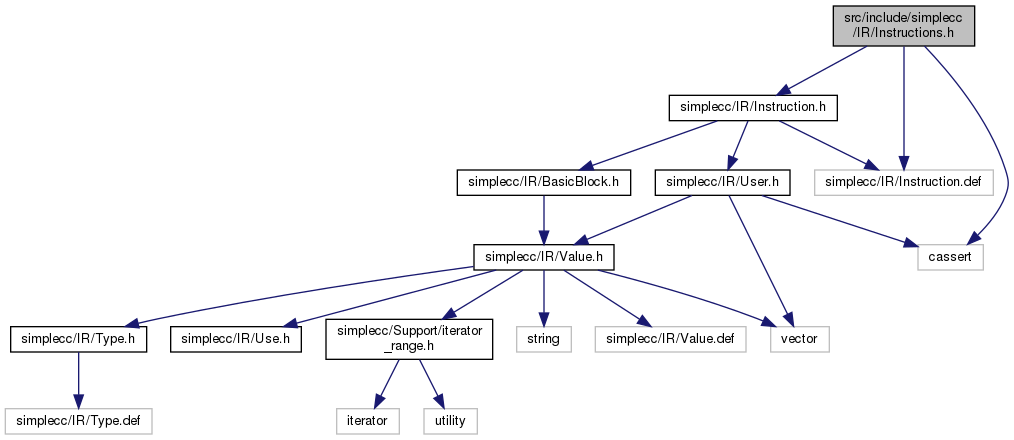 src/include/simplecc
/IR/Instructions.h
simplecc/IR/Instruction.h
simplecc/IR/BasicBlock.h
simplecc/IR/User.h
simplecc/IR/Instruction.def
simplecc/IR/Value.h
cassert
simplecc/IR/Type.h
simplecc/IR/Use.h
simplecc/Support/iterator
_range.h
string
simplecc/IR/Value.def
vector
simplecc/IR/Type.def
iterator
utility